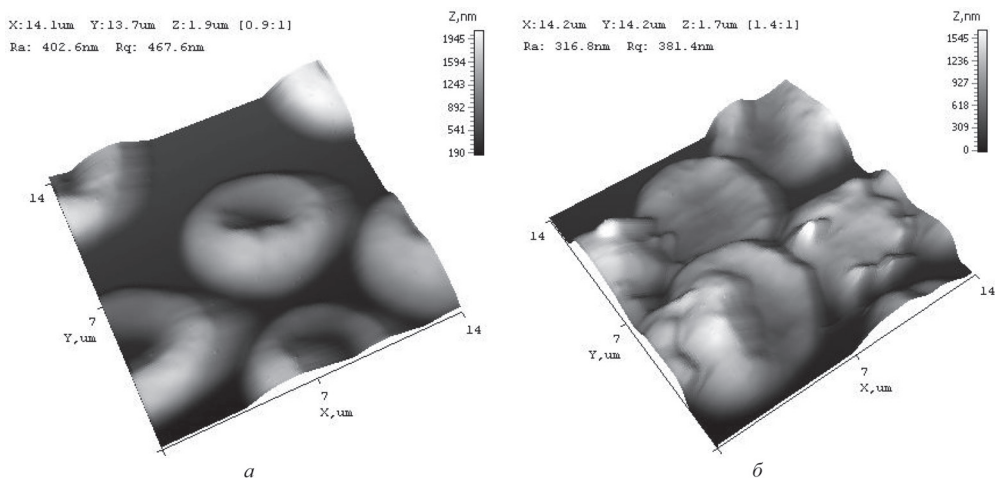 X:14.1um Y:13.7um Z:1.9um [0.9:1]
Ra: 402.6nm Rq: 467.6nm
Z,nm
1945
1594
1243
892
541
190
14
7
Y,um
14
7
X,um
а
X:14.2um Y:14.2um Z:1.7um [1.4:1]
Ra: 316.8nm Rq: 381.4nm
Z,nm
1545
1236
927
618
309
0
14
7
Y,um
14
7
X,um
б